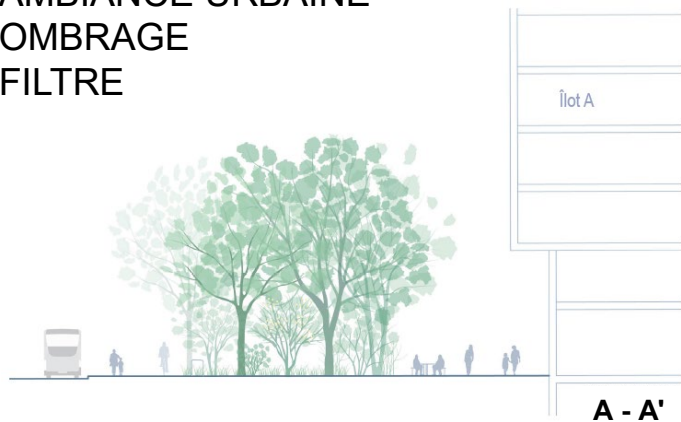 AMBIANCE URBAINE
OMBRAGE
FILTRE
Îlot A
A - A'